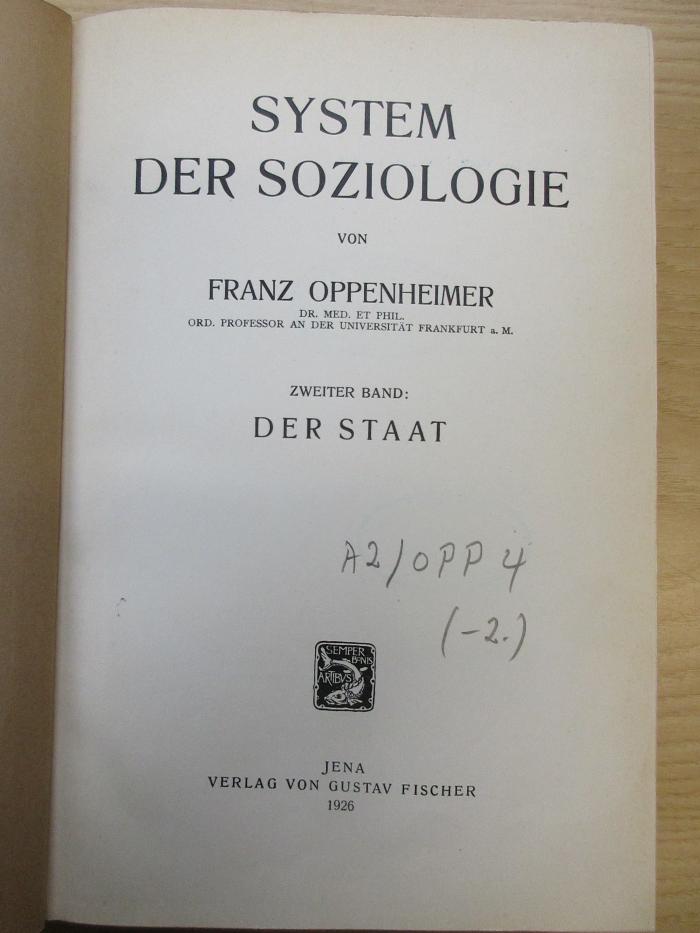 SYSTEM
DER SOZIOLOGIE
VON
FRANZ OPPENHEIMER
DR. MED. ET PHIL.
ORD. PROFESSOR AN DER UNIVERSITÄT FRANKFURT a. M.
ZWEITER BAND:
DER STAAT
A2/OPP 4
(-2.)
SEMPER
BONIS
ARTIBVS
JENA
VERLAG VON GUSTAV FISCHER
1926